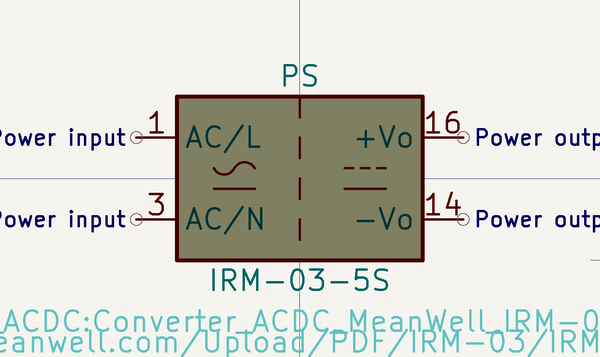 PS
1 AC/L +Vo 16
Power input Power outp
3 AC/N -Vo 14
Power input Power outp
IRM-03-5S
ACDC:Converter_ACDC_MeanWell_IRM-0
eanwell.com/Upload/PDF/IRM-03/IRM